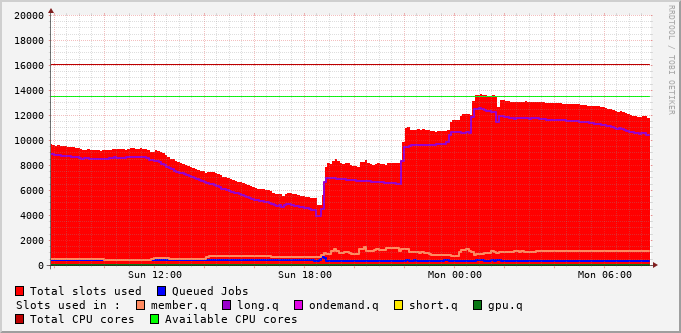 RRDTOOL / TOBI OETIKER
20000
18000
16000
14000
12000
10000
8000
6000
4000
2000
0
Sun 12:00 Sun 18:00 Mon 00:00 Mon 06:00
Total slots used Queued Jobs
Slots used in : member.q long.q ondemand.q short.q gpu.q
Total CPU cores Available CPU cores